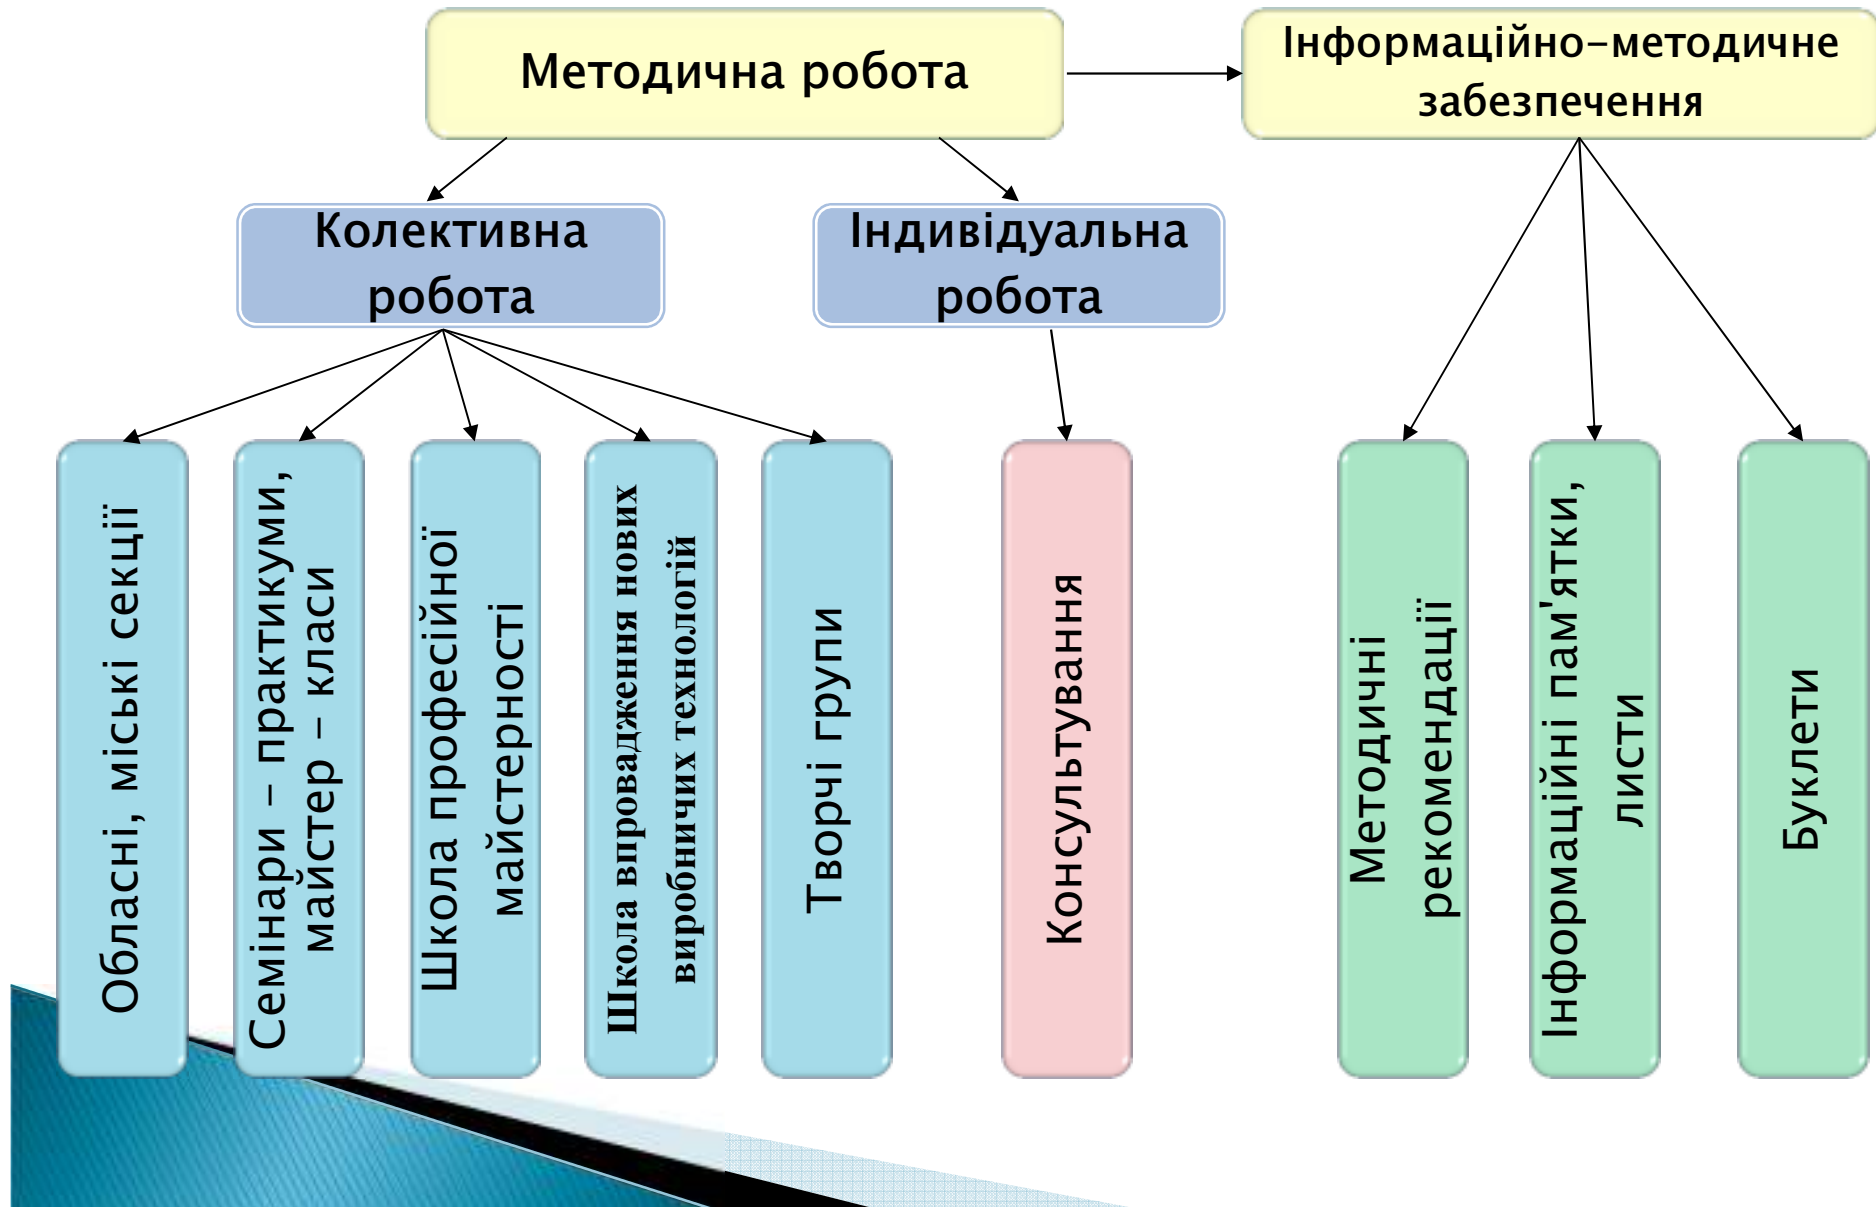 Методична робота
Інформаційно-методичне
забезпечення
Колективна
робота
Індивідуальна
робота
Обласні, міські секції
Семінари – практикуми,
майстер – класи
Школа професійної
майстерності
Школа впровадження нових
виробничих технологій
Творчі групи
Консультування
Методичні
рекомендації
Інформаційні пам'ятки,
листи
Буклети